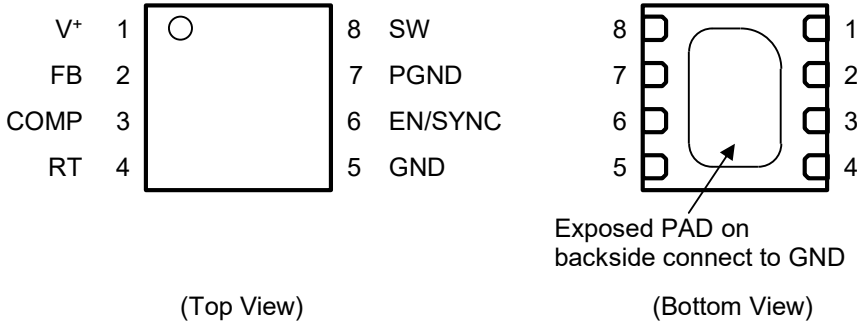 V+ 1 8 SW
FB 2 7 PGND
COMP 3 6 EN/SYNC
RT 4 5 GND
(Top View)
8 1
7 2
6 3
5 4
Exposed PAD on
backside connect to GND
(Bottom View)